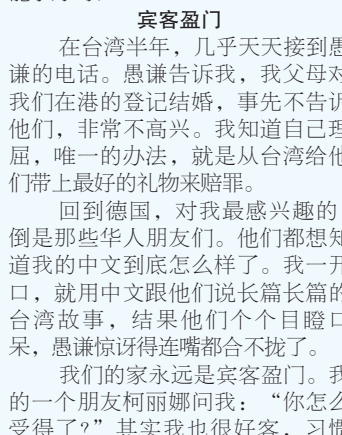 宾客盈门
在台湾半年，几乎天天接到愚
谦的电话。愚谦告诉我，我父母对
我们在港的登记结婚，事先不告诉
他们，非常不高兴。我知道自己理
屈，唯一的办法，就是从台湾给他
们带上最好的礼物来赔罪。
回到德国，对我最感兴趣的
倒是那些华人朋友们。他们都想知
道我的中文到底怎么样了。我一开
口，就用中文跟他们说长篇长篇的
台湾故事，结果他们个个目瞪口
呆，愚谦惊讶得连嘴都合不拢了。
我们的家永远是宾客盈门。我
的一个朋友柯丽娜问我：“你怎么
受得了?”其实我也很好客，习惯